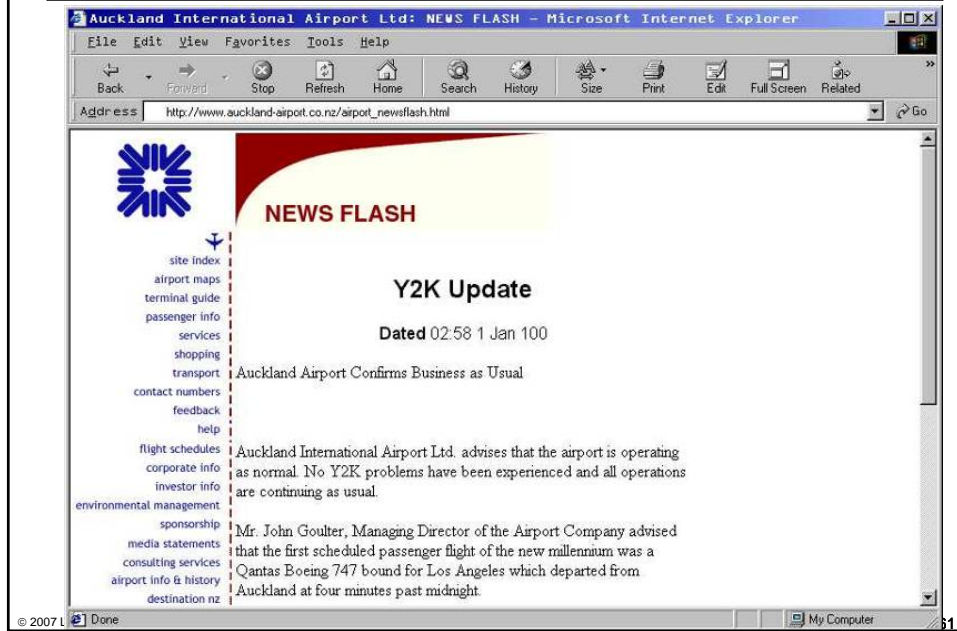 Auckland International Airport Ltd: NEWS FLASH - Microsoft Internet Explorer
File Edit View Favorites Tools Help
Back Forward Stop Refresh Home Search History Size Print Edit Full Screen Related »
Address http://www.auckland-airport.co.nz/airport_newsflash.html Go
NEWS FLASH
site index
airport maps
terminal guide
passenger info
services
shopping
transport
contact numbers
feedback
help
flight schedules
corporate info
investor info
environmental management
sponsorship
media statements
consulting services
airport info & history
destination nz
Y2K Update
Dated 02:58 1 Jan 100
Auckland Airport Confirms Business as Usual
Auckland International Airport Ltd. advises that the airport is operating
as normal. No Y2K problems have been experienced and all operations
are continuing as usual.
Mr. John Goulter, Managing Director of the Airport Company advised
that the first scheduled passenger flight of the new millennium was a
Qantas Boeing 747 bound for Los Angeles which departed from
Auckland at four minutes past midnight.
Done My Computer
© 2007